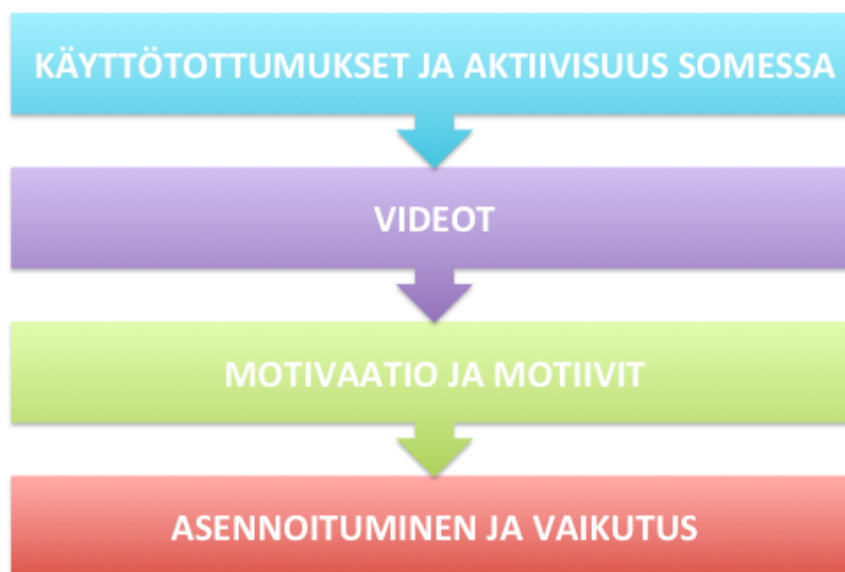 KÄYTTÖTOTTUMUKSET JA AKTIIVISUUS SOMESSA
VIDEOT
MOTIVAATIO JA MOTIIVIT
ASENNOITUMINEN JA VAIKUTUS